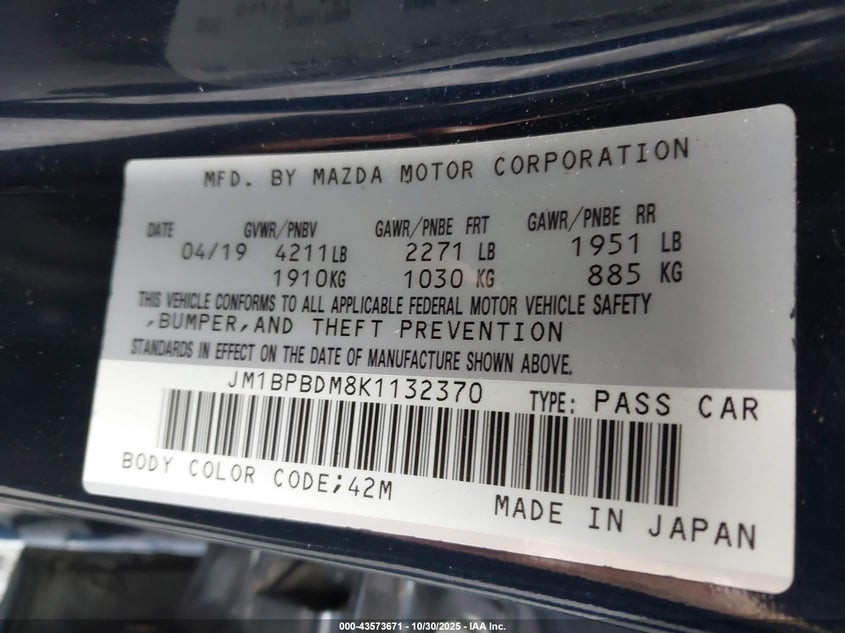 MFD. BY MAZDA MOTOR CORPORATION
DATE GVWR/PNBV GAWR/PNBE FRT GAWR/PNBE RR
04/19 4211LB 2271 LB 1951 LB
1910KG 1030 KG 885 KG
THIS VEHICLE CONFORMS TO ALL APPLICABLE FEDERAL MOTOR VEHICLE SAFETY
,BUMPER,AND THEFT PREVENTION
STANDARDS IN EFFECT ON THE DATE OF MANUFACTURE SHOWN ABOVE.
JM1BPBDM8K1132370 TYPE: PASS CAR
BODY COLOR CODE;42M
MADE IN JAPAN
000-43573671 - 10/30/2025 - IAA Inc.